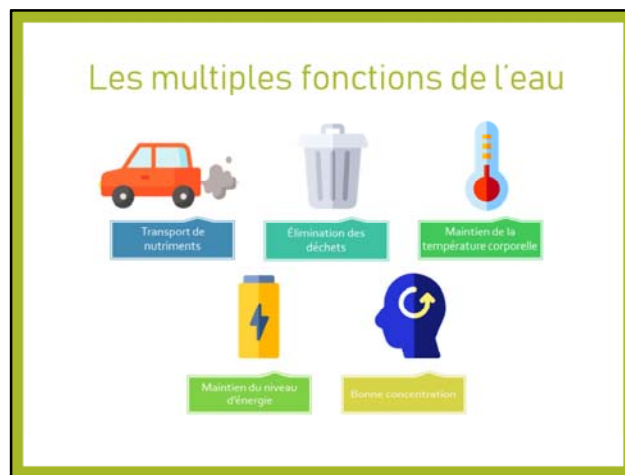 Les multiples fonctions de l'eau
Transport de
nutriments
Élimination des
déchets
Maintien de la
température corporelle
Maintien du niveau
d'énergie
Bonne concentration